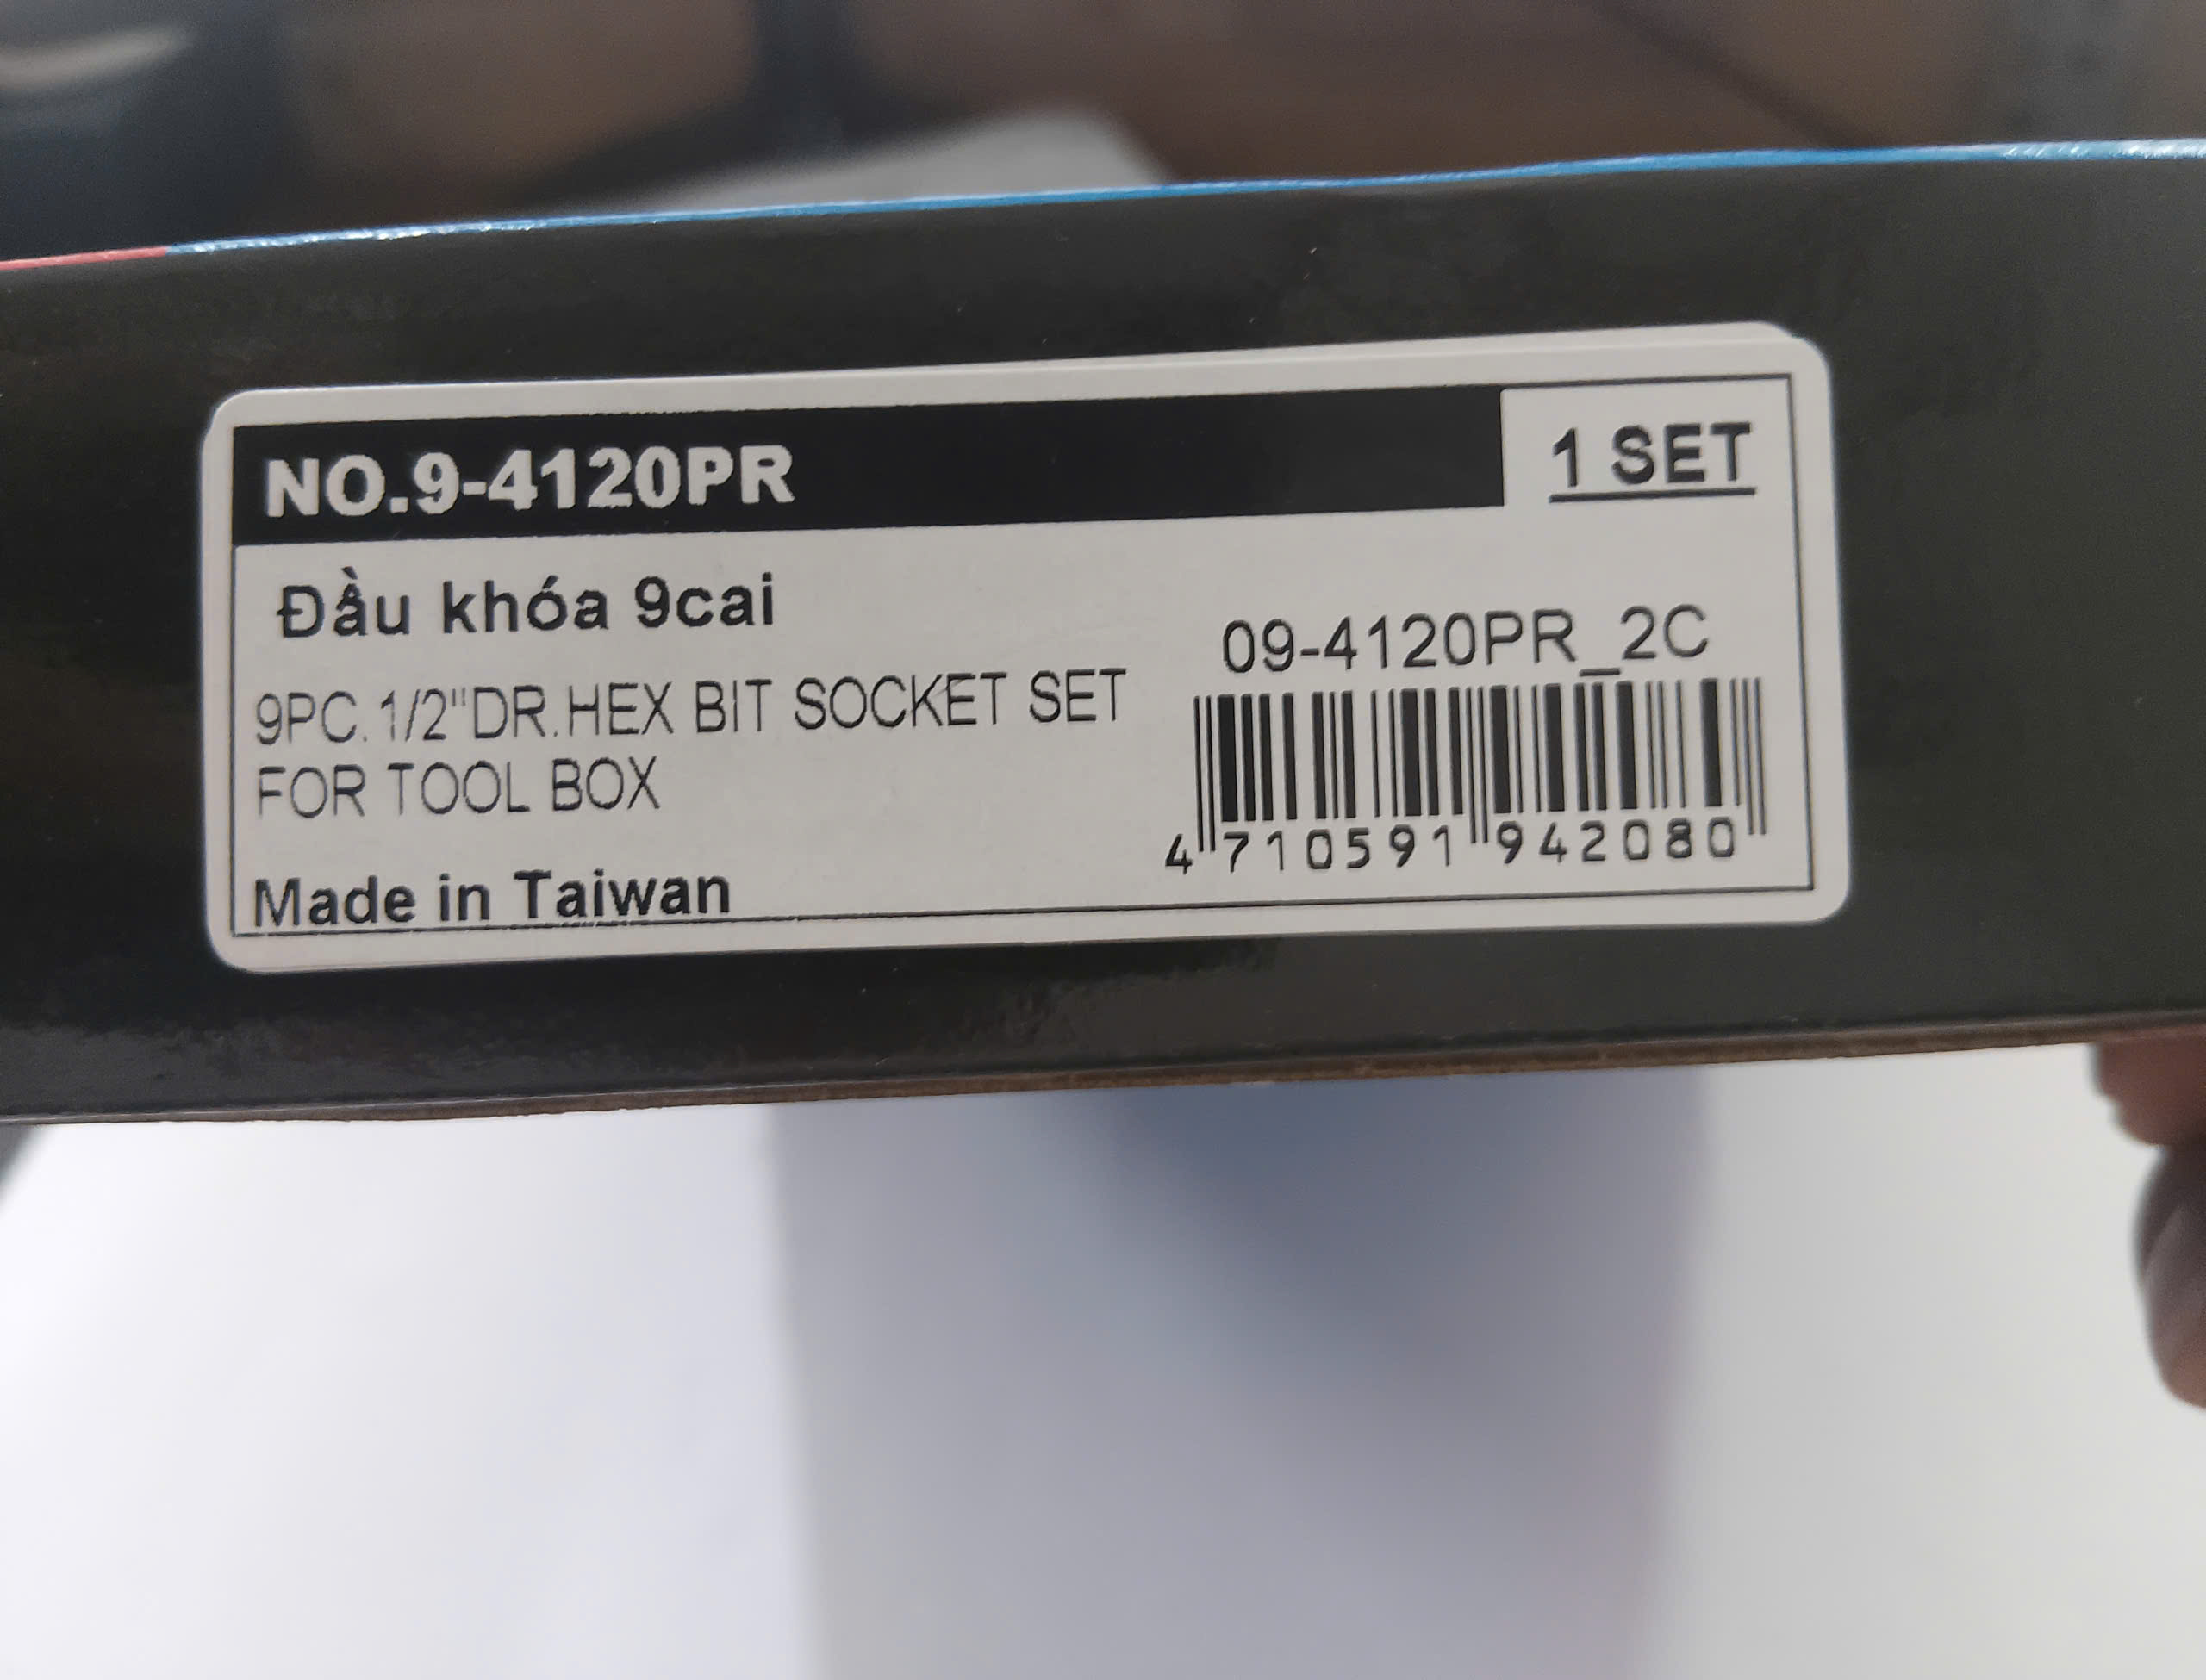 NO.9-4120PR
1 SET
Đầu khóa 9cai
9PC.1/2"DR.HEX BIT SOCKET SET
FOR TOOL BOX
Made in Taiwan
09-4120PR_2C
4 710591 942080